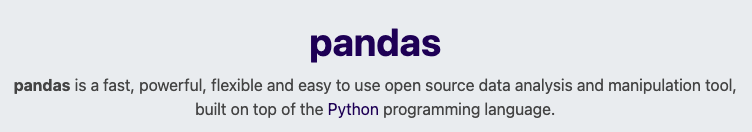 pandas
pandas is a fast, powerful, flexible and easy to use open source data analysis and manipulation tool,
built on top of the Python programming language.